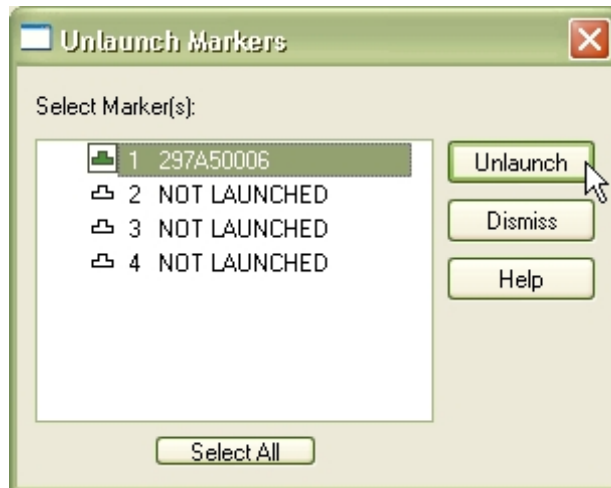 Unlaunch Markers
Select Marker(s):
1 297A50006
2 NOT LAUNCHED
3 NOT LAUNCHED
4 NOT LAUNCHED
Unlaunch
Dismiss
Help
Select All